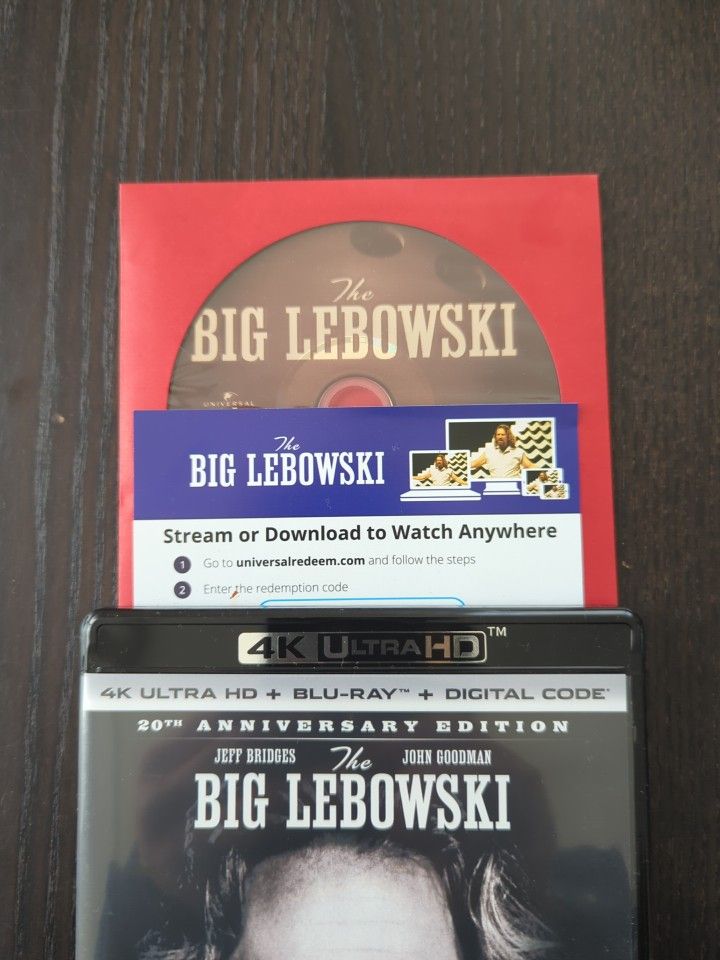 The
BIG LEBOWSKI
UNIVERSAL
The
BIG LEBOWSKI
Stream or Download to Watch Anywhere
1 Go to universalredeem.com and follow the steps
2 Enter the redemption code
4K ULTRA HD™
4K ULTRA HD + BLU-RAY™ + DIGITAL CODE*
20TH ANNIVERSARY EDITION
JEFF BRIDGES The JOHN GOODMAN
BIG LEBOWSKI